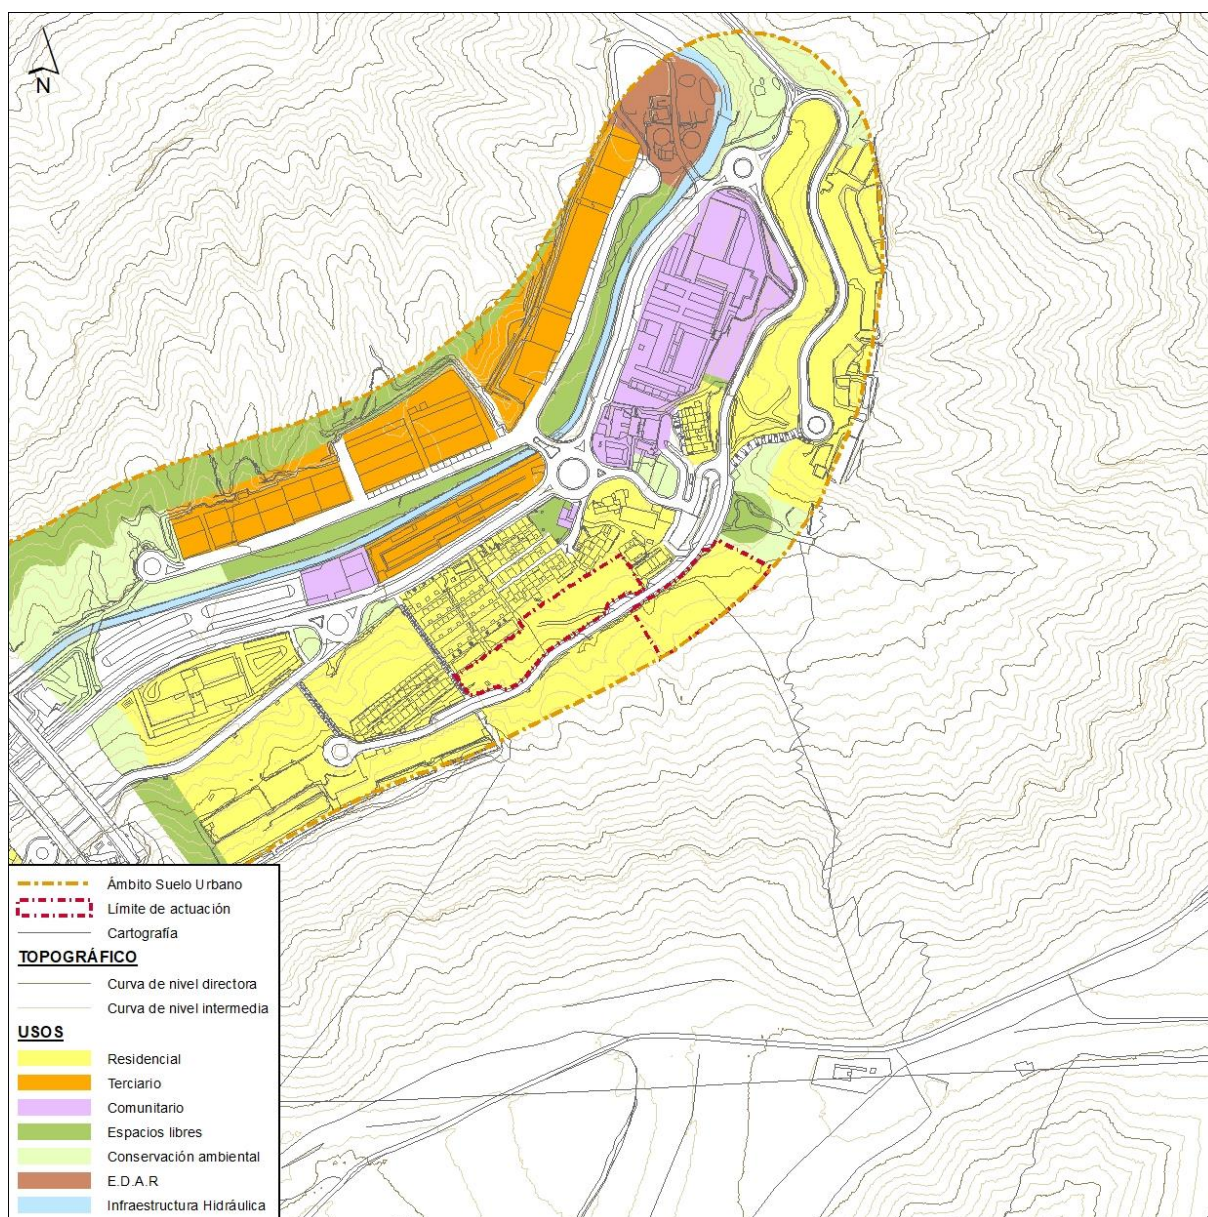 N
Ámbito Suelo Urbano
Límite de actuación
Cartografía
TOPOGRÁFICO
Curva de nivel directora
Curva de nivel intermedia
USOS
Residencial
Terciario
Comunitario
Espacios libres
Conservación ambiental
E.D.A.R
Infraestructura Hidráulica